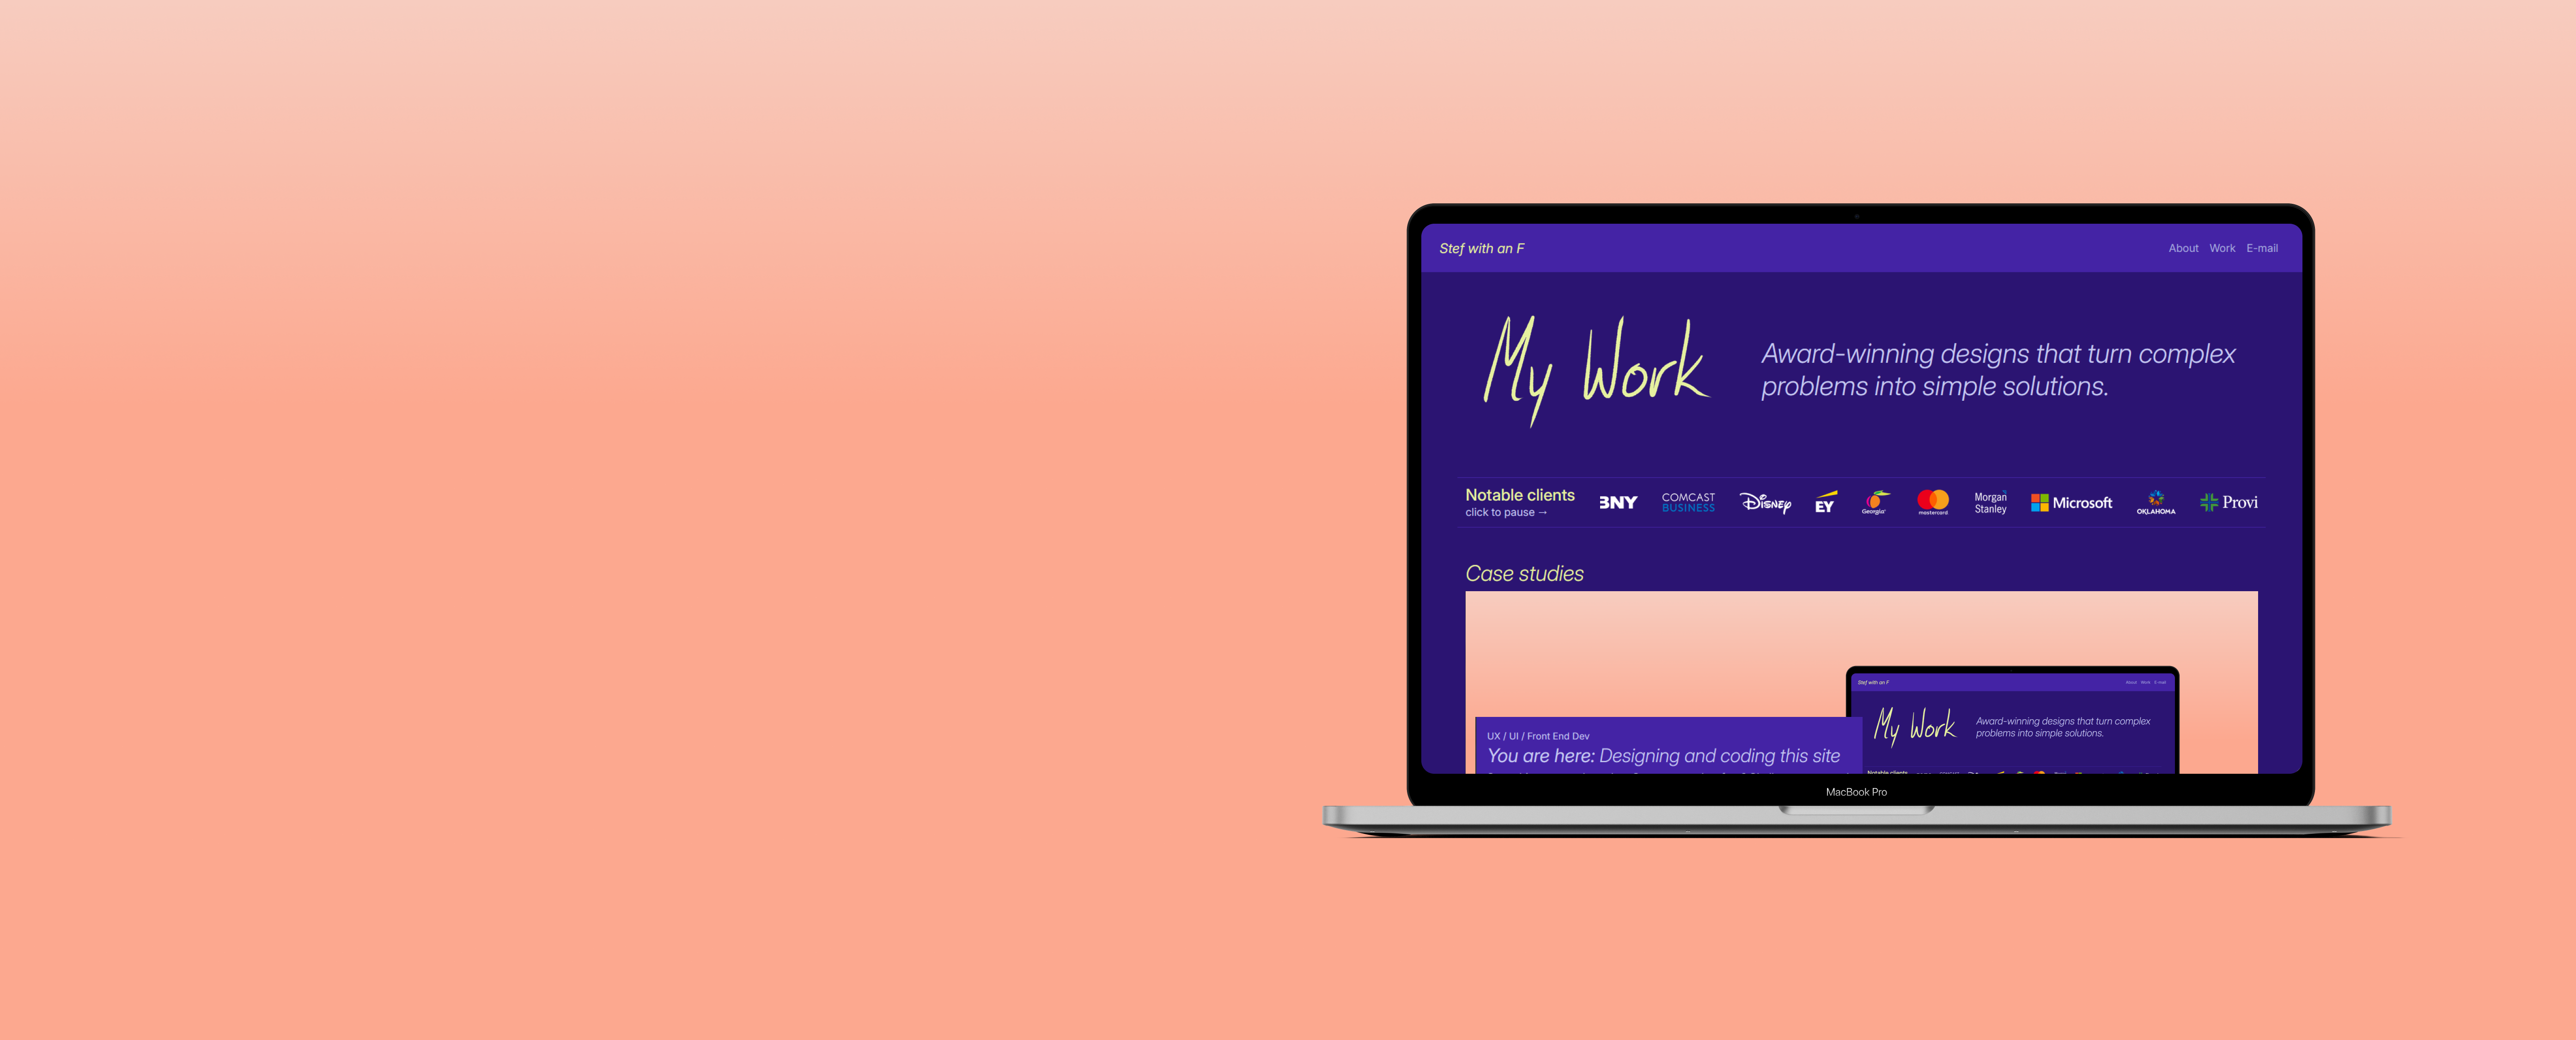 Stef with an F
About Work E-mail
My Work
Award-winning designs that turn complex
problems into simple solutions.
Notable clients
click to pause →
BNY
COMCAST
BUSINESS
Disney
EY
Georgia
mastercard
Morgan
Stanley
Microsoft
OKLAHOMA
Provi
Case studies
UX / UI / Front End Dev
You are here: Designing and coding this site
Stef with an F
About Work E-mail
My Work
Award-winning designs that turn complex
problems into simple solutions.
Notable clients
MacBook Pro